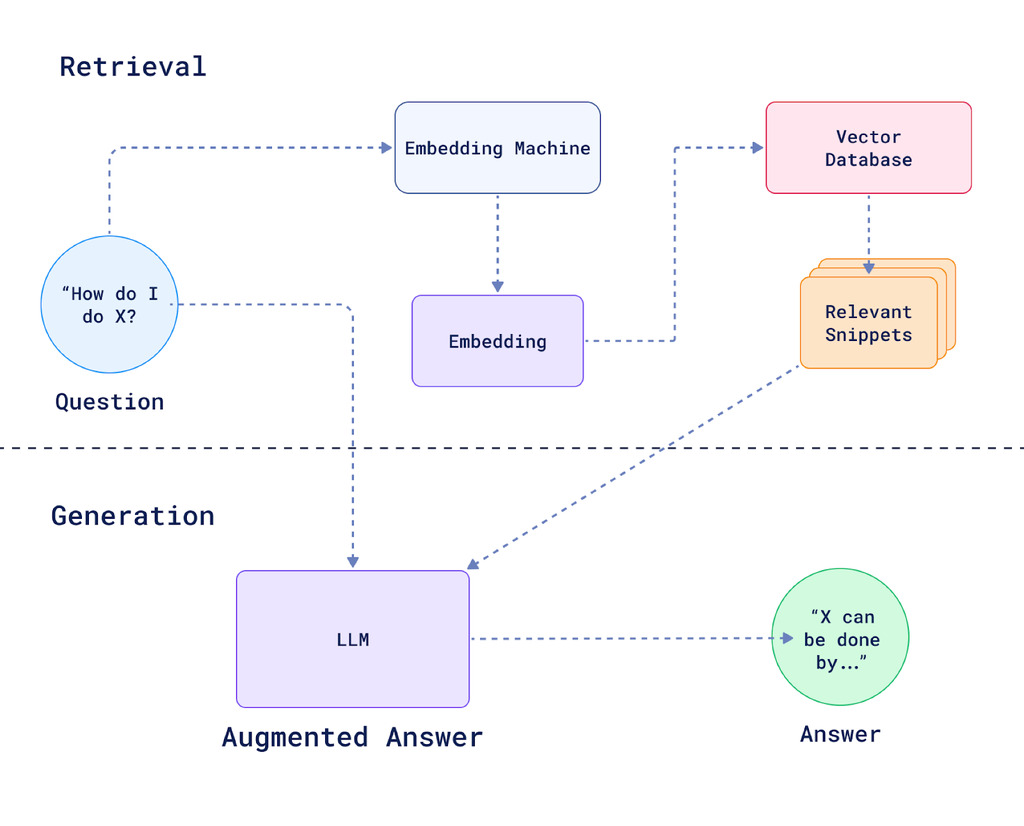 Retrieval
Embedding Machine
Vector
Database
“How do I
do X?
Embedding
Relevant
Snippets
Question
Generation
LLM
“X can
be done
by...”
Augmented Answer
Answer